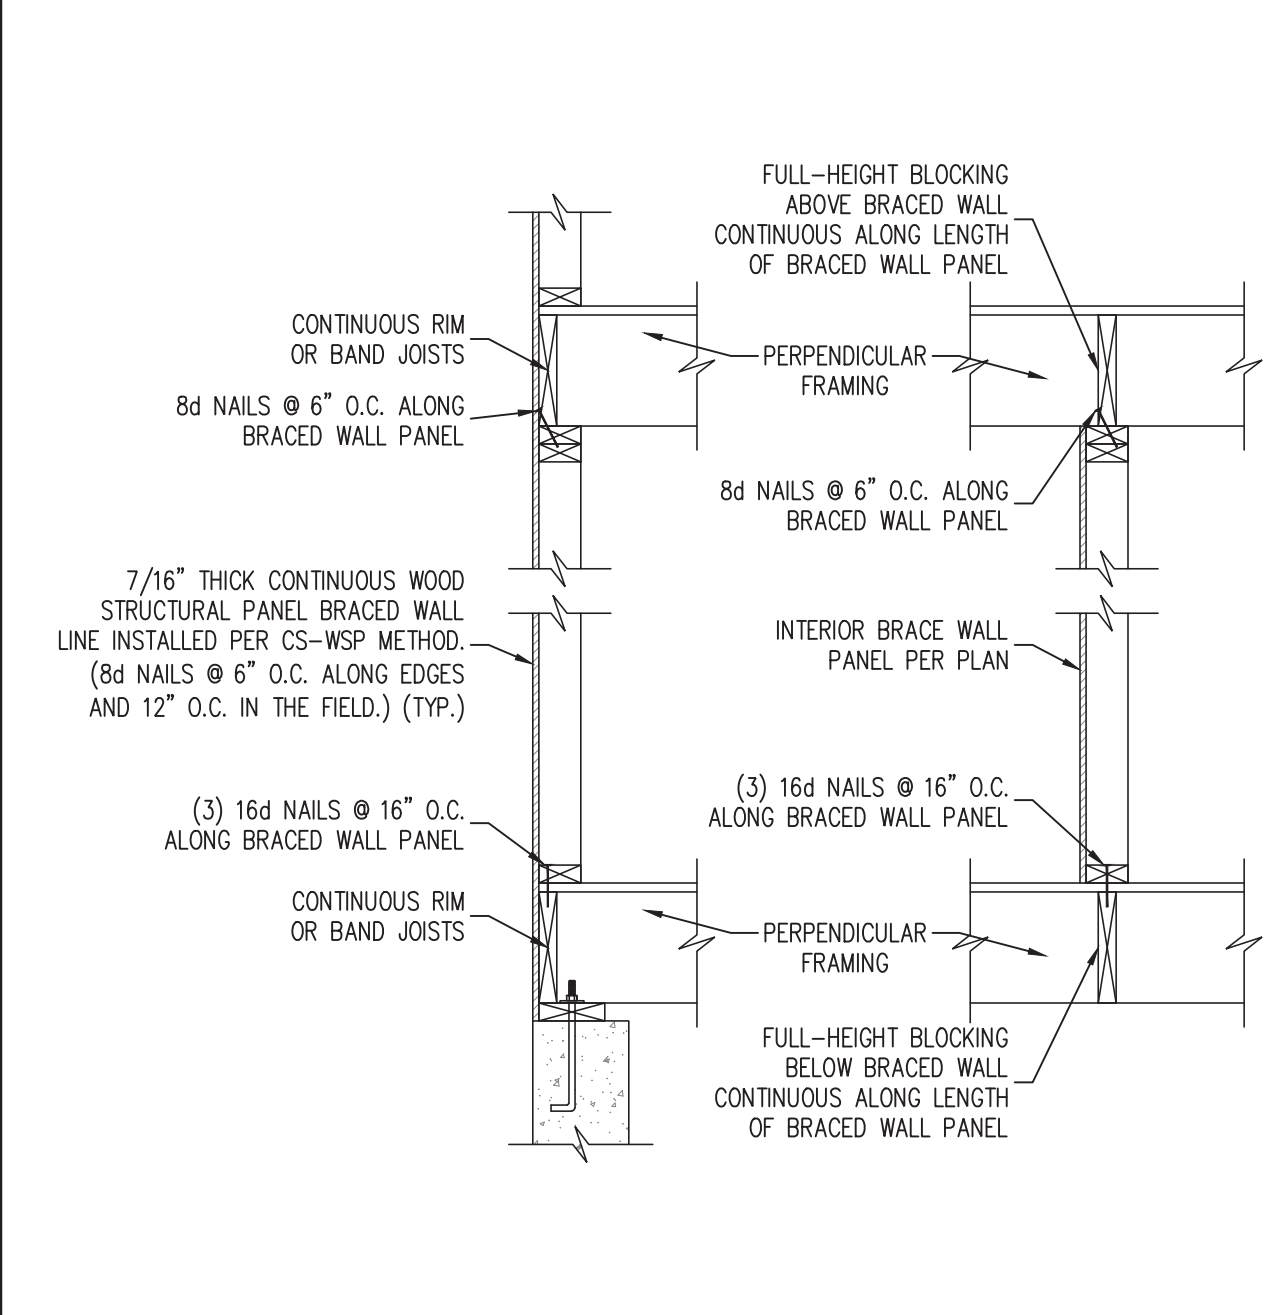 FULL-HEIGHT BLOCKING
ABOVE BRACED WALL
CONTINUOUS ALONG LENGTH
OF BRACED WALL PANEL
CONTINUOUS RIM
OR BAND JOISTS
PERPENDICULAR
FRAMING
8d NAILS @ 6" O.C. ALONG
BRACED WALL PANEL
8d NAILS @ 6" O.C. ALONG
BRACED WALL PANEL
7/16" THICK CONTINUOUS WOOD
STRUCTURAL PANEL BRACED WALL
LINE INSTALLED PER CS-WSP METHOD.
(8d NAILS @ 6" O.C. ALONG EDGES
AND 12" O.C. IN THE FIELD.) (TYP.)
INTERIOR BRACE WALL
PANEL PER PLAN
(3) 16d NAILS @ 16" O.C.
ALONG BRACED WALL PANEL
(3) 16d NAILS @ 16" O.C.
ALONG BRACED WALL PANEL
CONTINUOUS RIM
OR BAND JOISTS
PERPENDICULAR
FRAMING
FULL-HEIGHT BLOCKING
BELOW BRACED WALL
CONTINUOUS ALONG LENGTH
OF BRACED WALL PANEL